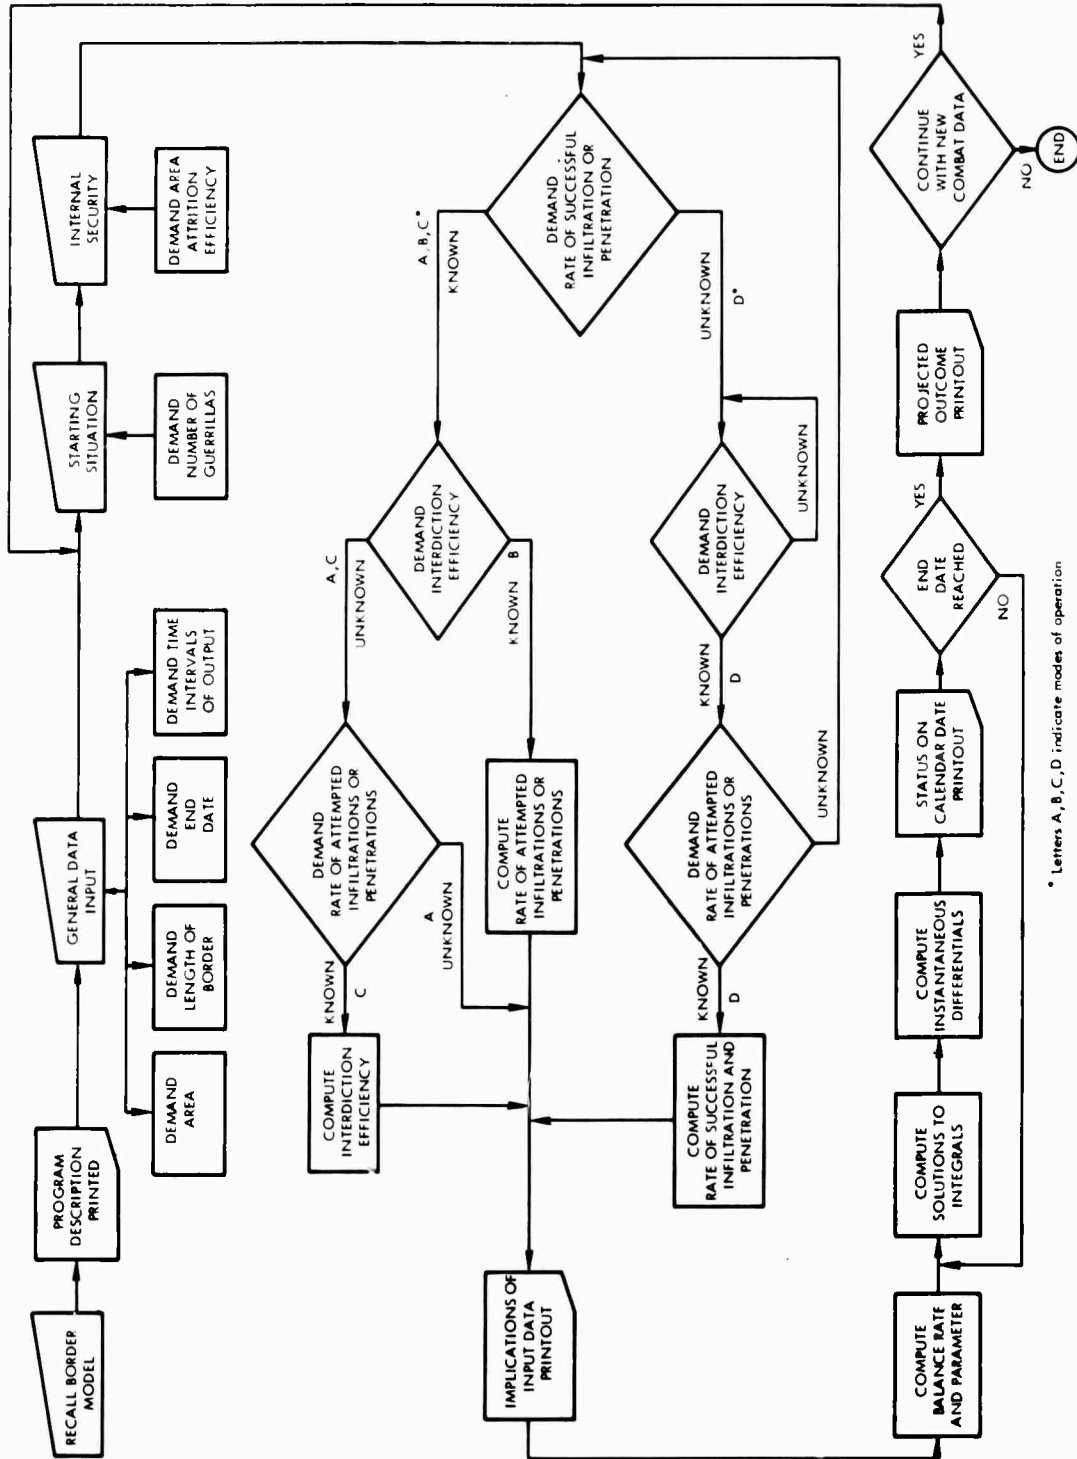 RECALL BORDER
MODEL
PROGRAM
DESCRIPTION
PRINTED
GENERAL DATA
INPUT
STARTING
SITUATION
INTERNAL
SECURITY
DEMAND
AREA
DEMAND
LENGTH OF
BORDER
DEMAND
END
DATE
DEMAND TIME
INTERVALS
OF OUTPUT
DEMAND
NUMBER OF
GUERRILLAS
DEMAND AREA
ATTRITION
EFFICIENCY
DEMAND
RATE OF SUCCESSFUL
INFILTRATION OR
PENETRATION
A, B, C*
KNOWN
UNKNOWN
D*
DEMAND
INTERDICTION
EFFICIENCY
A, C
UNKNOWN
B
KNOWN
DEMAND
RATE OF ATTEMPTED
INFILTRATIONS OR
PENETRATIONS
KNOWN
C
A
UNKNOWN
COMPUTE
INTERDICTION
EFFICIENCY
COMPUTE
RATE OF ATTEMPTED
INFILTRATIONS OR
PENETRATIONS
DEMAND
INTERDICTION
EFFICIENCY
UNKNOWN
KNOWN
D
DEMAND
RATE OF ATTEMPTED
INFILTRATIONS OR
PENETRATIONS
UNKNOWN
KNOWN
D
COMPUTE
RATE OF SUCCESSFUL
INFILTRATION AND
PENETRATION
IMPLICATIONS OF
INPUT DATA
PRINTOUT
COMPUTE
BALANCE RATE
AND PARAMETER
COMPUTE
SOLUTIONS TO
INTEGRALS
COMPUTE
INSTANTANEOUS
DIFFERENTIALS
STATUS ON
CALENDAR DATE
PRINTOUT
END
DATE
REACHED
YES
NO
PROJECTED
OUTCOME
PRINTOUT
CONTINUE
WITH NEW
COMBAT DATA
YES
NO
END
* Letters A, B, C, D indicate modes of operation